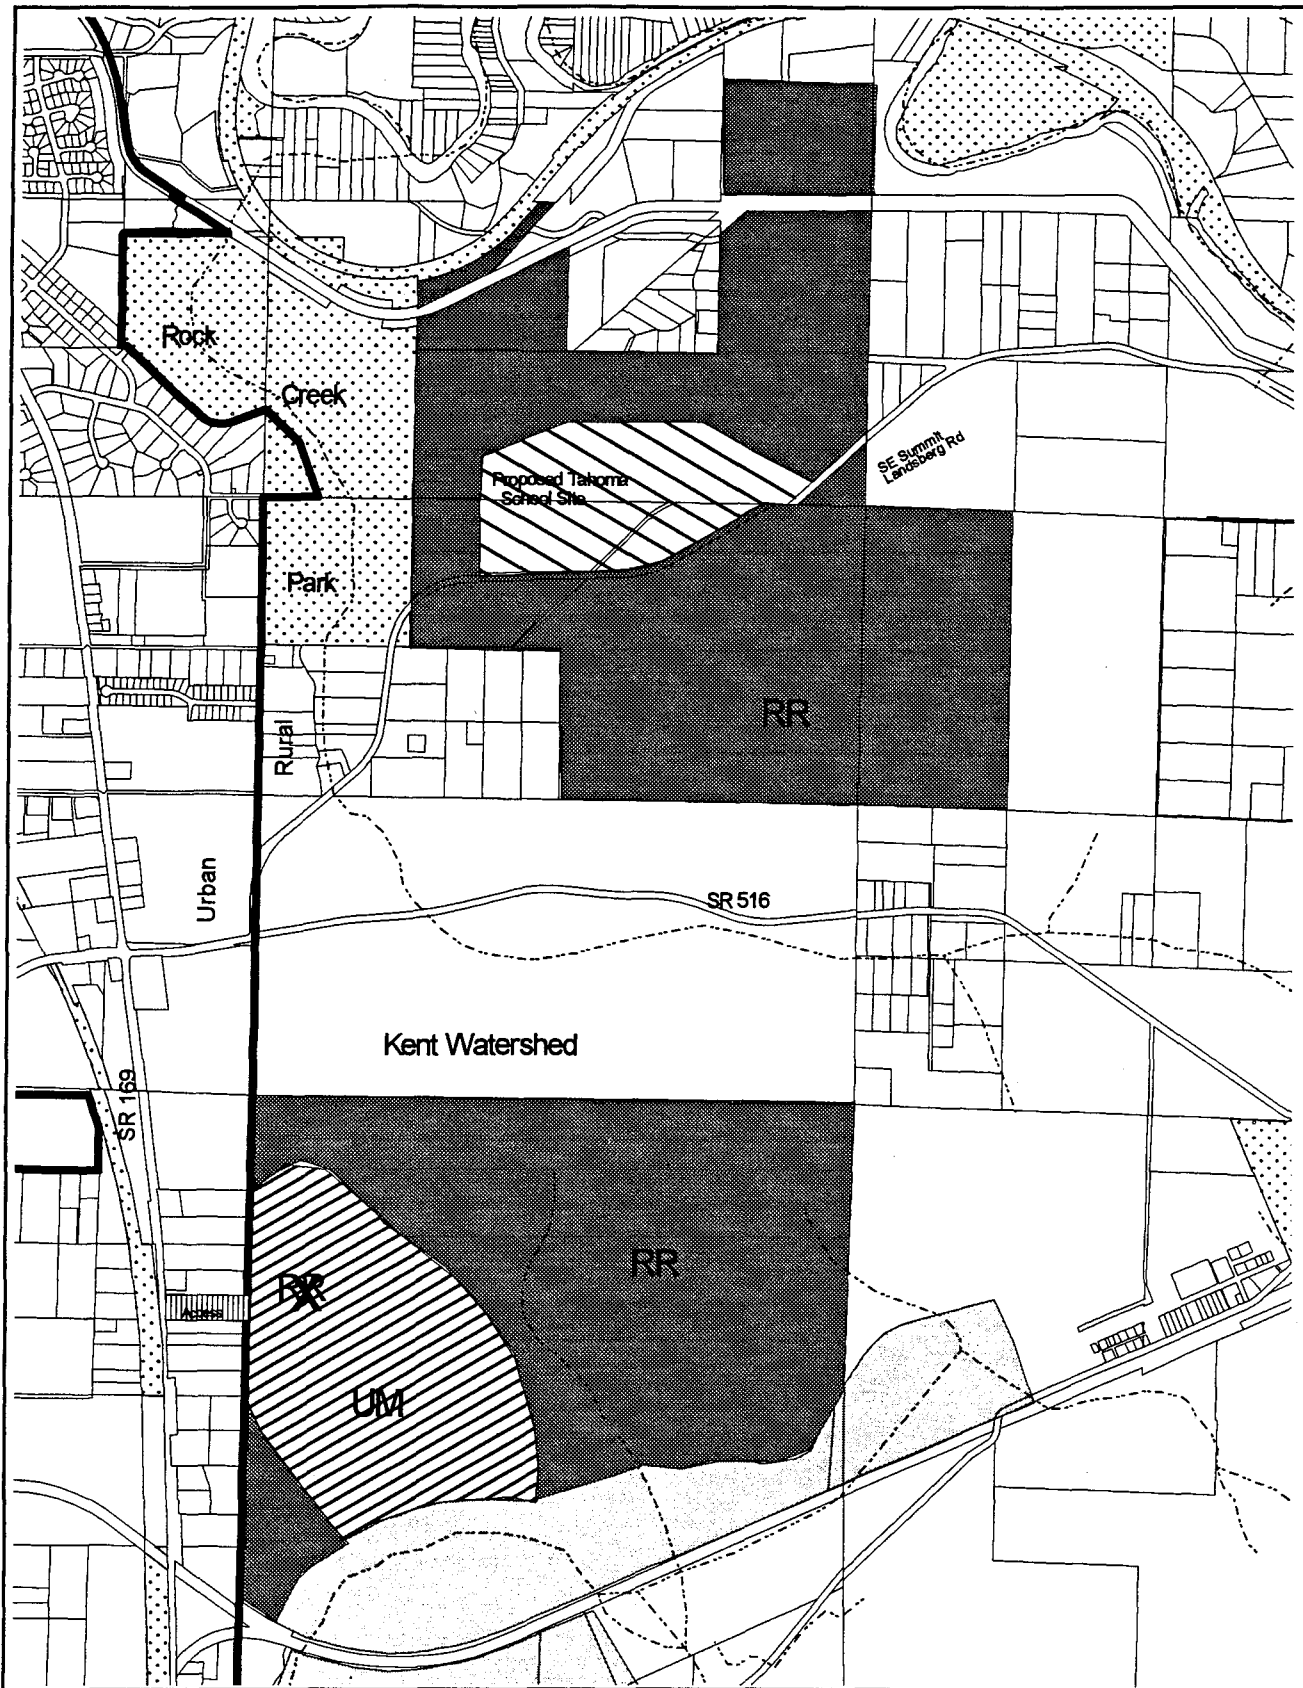 Rock
Creek
SE Summit
Landsberg Rd
Proposed Tahoma
School Site
Park
RR
Rural
Urban
SR 516
Kent Watershed
SR 169
RR
Access
UM